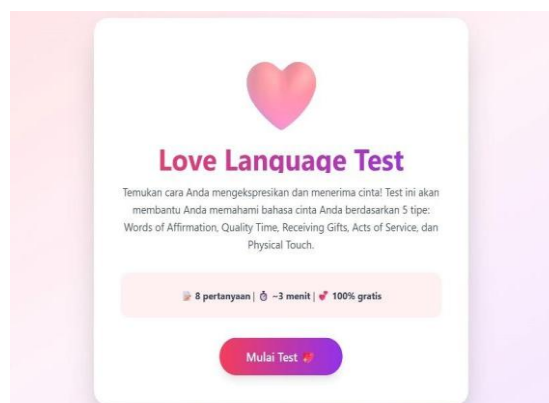 Love Language Test
Temukan cara Anda mengekspresikan dan menerima cinta! Test ini akan
membantu Anda memahami bahasa cinta Anda berdasarkan 5 tipe:
Words of Affirmation, Quality Time, Receiving Gifts, Acts of Service, dan
Physical Touch.
📝 8 pertanyaan | ⏱ ~3 menit | 💕 100% gratis
Mulai Test 💖